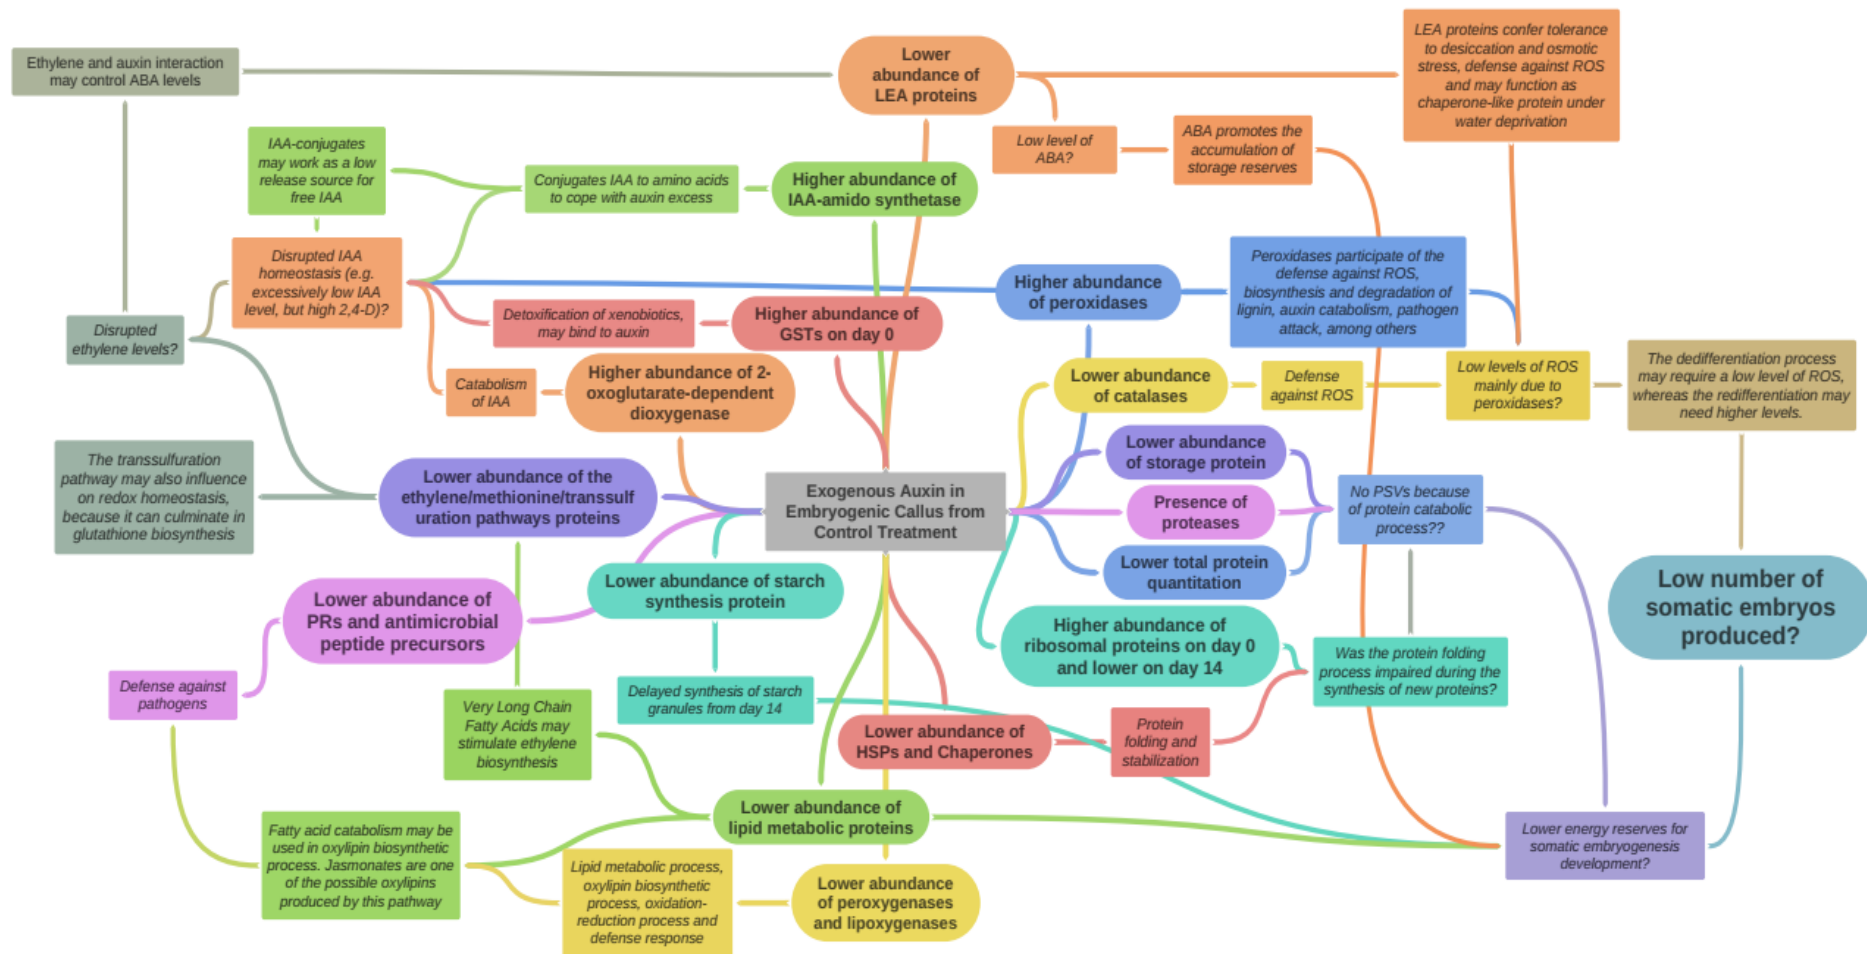 Ethylene and auxin interaction
may control ABA levels
Lower
abundance of
LEA proteins
LEA proteins confer tolerance
to desiccation and osmotic
stress, defense against ROS
and may function as
chaperone-like protein under
water deprivation
Low level of
ABA?
ABA promotes the
accumulation of
storage reserves
IAA-conjugates
may work as a low
release source for
free IAA
Conjugates IAA to amino acids
to cope with auxin excess
Higher abundance of
IAA-amido synthetase
Disrupted IAA
homeostasis (e.g.
excessively low IAA
level, but high 2,4-D)?
Higher abundance
of peroxidases
Peroxidases participate of the
defense against ROS,
biosynthesis and degradation of
lignin, auxin catabolism, pathogen
attack, among others
Disrupted
ethylene levels?
Detoxification of xenobiotics,
may bind to auxin
Higher abundance of
GSTs on day 0
Catabolism
of IAA
Higher abundance of 2-
oxoglutarate-dependent
dioxygenase
Lower abundance
of catalases
Defense
against ROS
Low levels of ROS
mainly due to
peroxidases?
The dedifferentiation process
may require a low level of ROS,
whereas the redifferentiation may
need higher levels.
The transsulfuration
pathway may also influence
on redox homeostasis,
because it can culminate in
glutathione biosynthesis
Lower abundance of the
ethylene/methionine/transsulf
uration pathways proteins
Exogenous Auxin in
Embryogenic Callus from
Control Treatment
Lower abundance
of storage protein
Presence of
proteases
Lower total protein
quantitation
No PSVs because
of protein catabolic
process??
Lower abundance of
PRs and antimicrobial
peptide precursors
Lower abundance of starch
synthesis protein
Higher abundance of
ribosomal proteins on day 0
and lower on day 14
Was the protein folding
process impaired during the
synthesis of new proteins?
Low number of
somatic embryos
produced?
Defense against
pathogens
Very Long Chain
Fatty Acids may
stimulate ethylene
biosynthesis
Delayed synthesis of starch
granules from day 14
Lower abundance of
HSPs and Chaperones
Protein
folding and
stabilization
Lower abundance of
lipid metabolic proteins
Lower energy reserves for
somatic embryogenesis
development?
Fatty acid catabolism may be
used in oxylipin biosynthetic
process. Jasmonates are one
of the possible oxylipins
produced by this pathway
Lipid metabolic process,
oxylipin biosynthetic
process, oxidation-
reduction process and
defense response
Lower abundance
of peroxygenases
and lipoxygenases